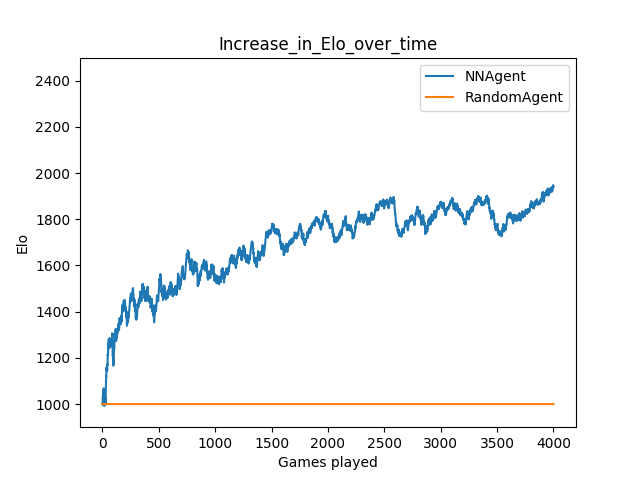 Increase_in_Elo_over_time
NNAgent
RandomAgent
2400
2200
2000
1800
1600
1400
1200
1000
Elo
0 500 1000 1500 2000 2500 3000 3500 4000
Games played